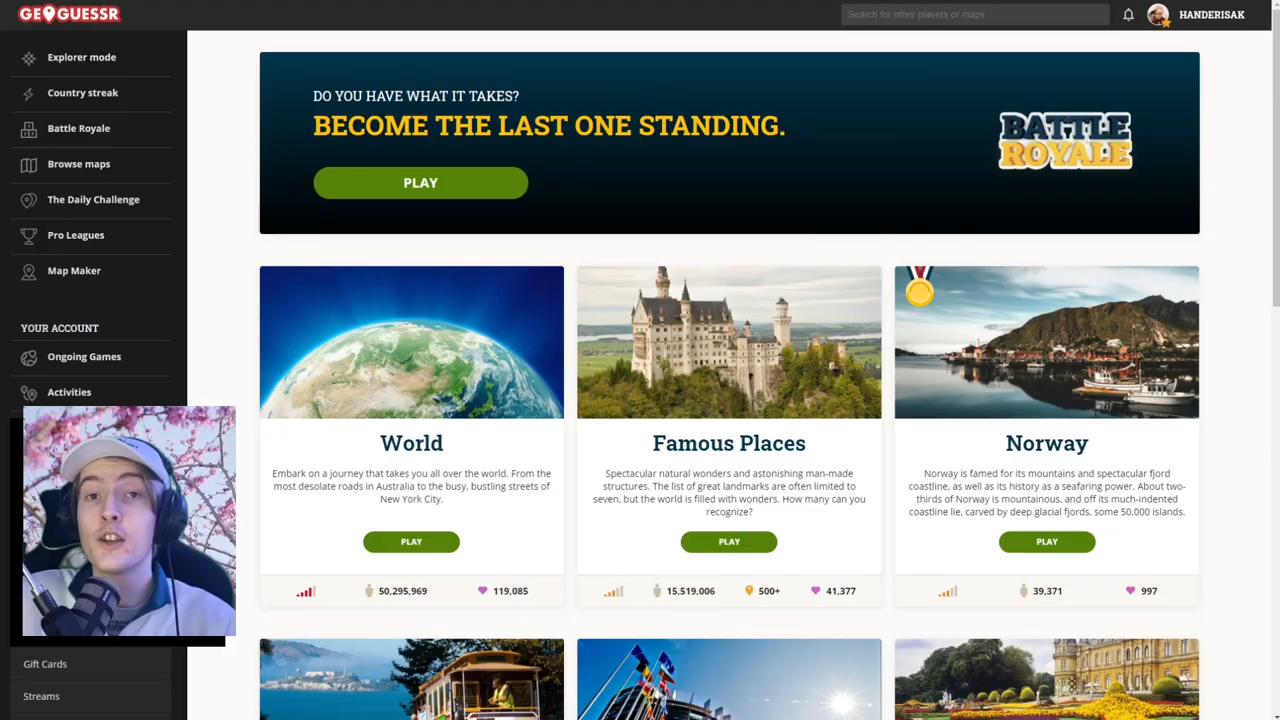 GEOGUESSR
Search for other players or maps
HANDERISAK
Explorer mode
Country streak
Battle Royale
Browse maps
The Daily Challenge
Pro Leagues
Map Maker
YOUR ACCOUNT
Ongoing Games
Activities
Gift Cards
Streams
DO YOU HAVE WHAT IT TAKES?
BECOME THE LAST ONE STANDING.
PLAY
BATTLE
ROYALE
World
Embark on a journey that takes you all over the world. From the
most desolate roads in Australia to the busy, bustling streets of
New York City.
PLAY
50,295,969
119,085
Famous Places
Spectacular natural wonders and astonishing man-made
structures. The list of great landmarks are often limited to
seven, but the world is filled with wonders. How many can you
recognize?
PLAY
15,519,006
500+
41,377
Norway
Norway is famed for its mountains and spectacular fjord
coastline, as well as its history as a seafaring power. About two-
thirds of Norway is mountainous, and off its much-indented
coastline lie, carved by deep glacial fjords, some 50,000 islands.
PLAY
39,371
997